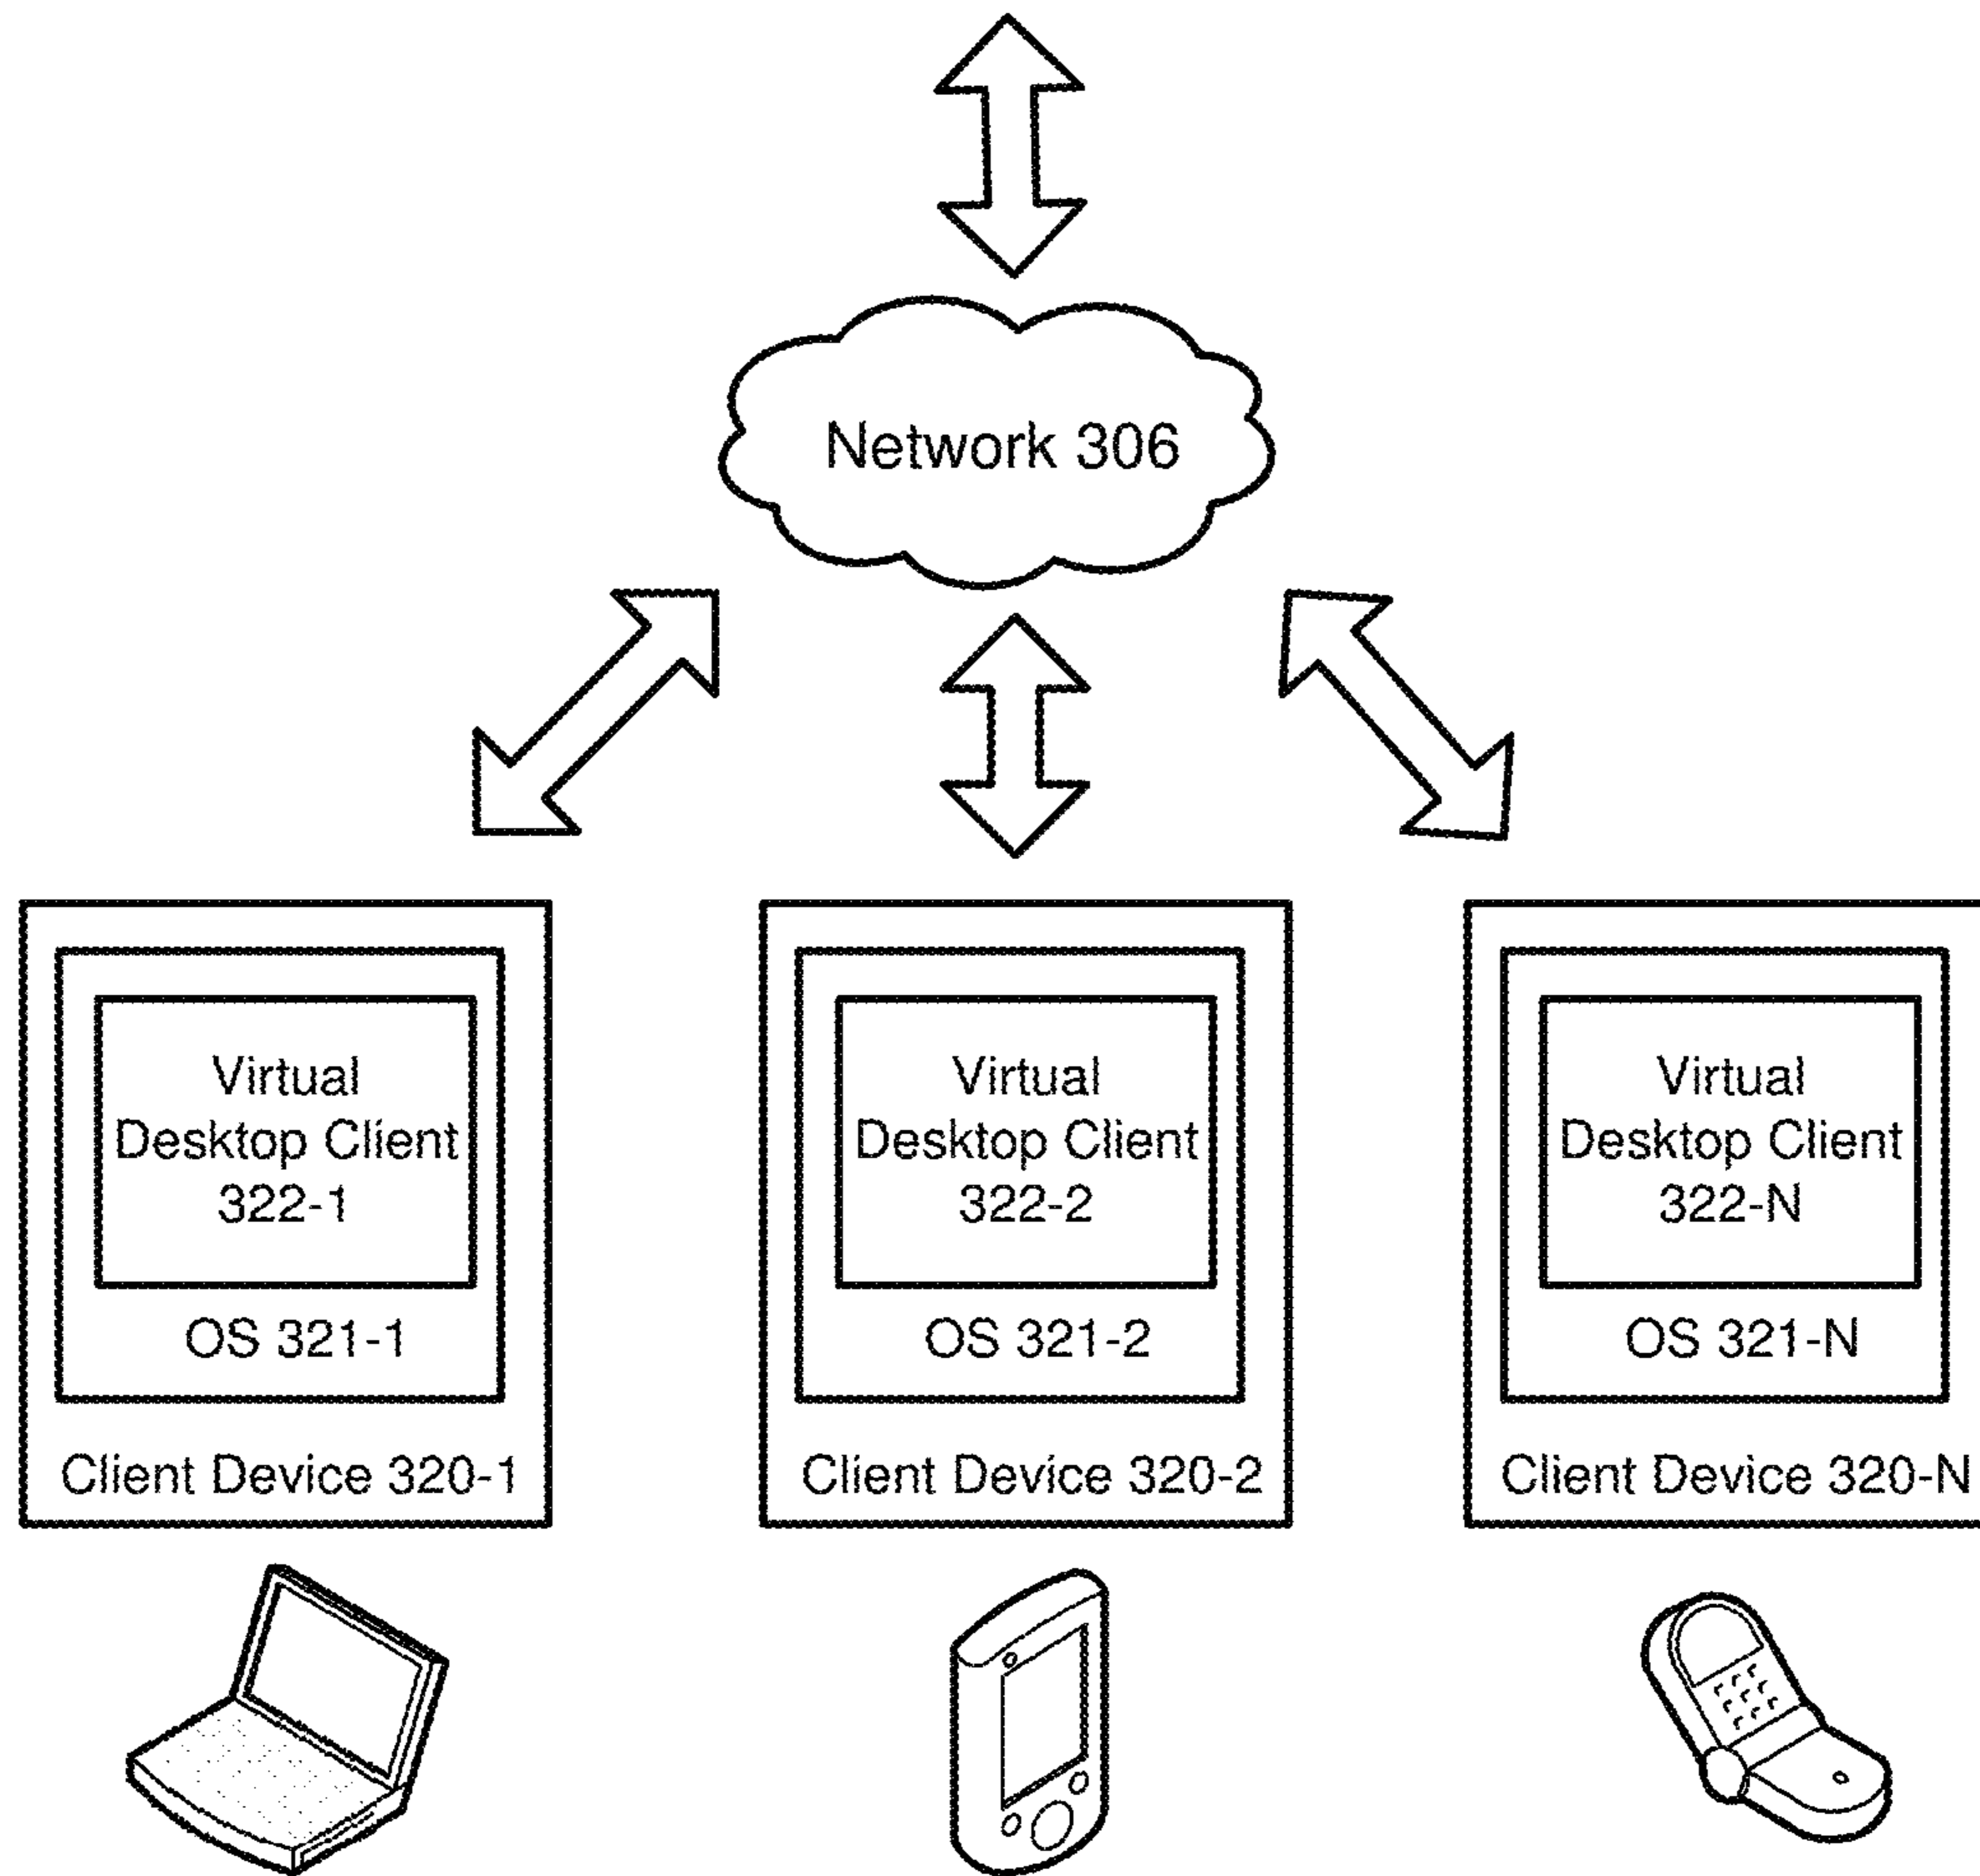 Network 306
Virtual
Desktop Client
322-1
OS 321-1
Client Device 320-1
Virtual
Desktop Client
322-2
OS 321-2
Client Device 320-2
Virtual
Desktop Client
322-N
OS 321-N
Client Device 320-N